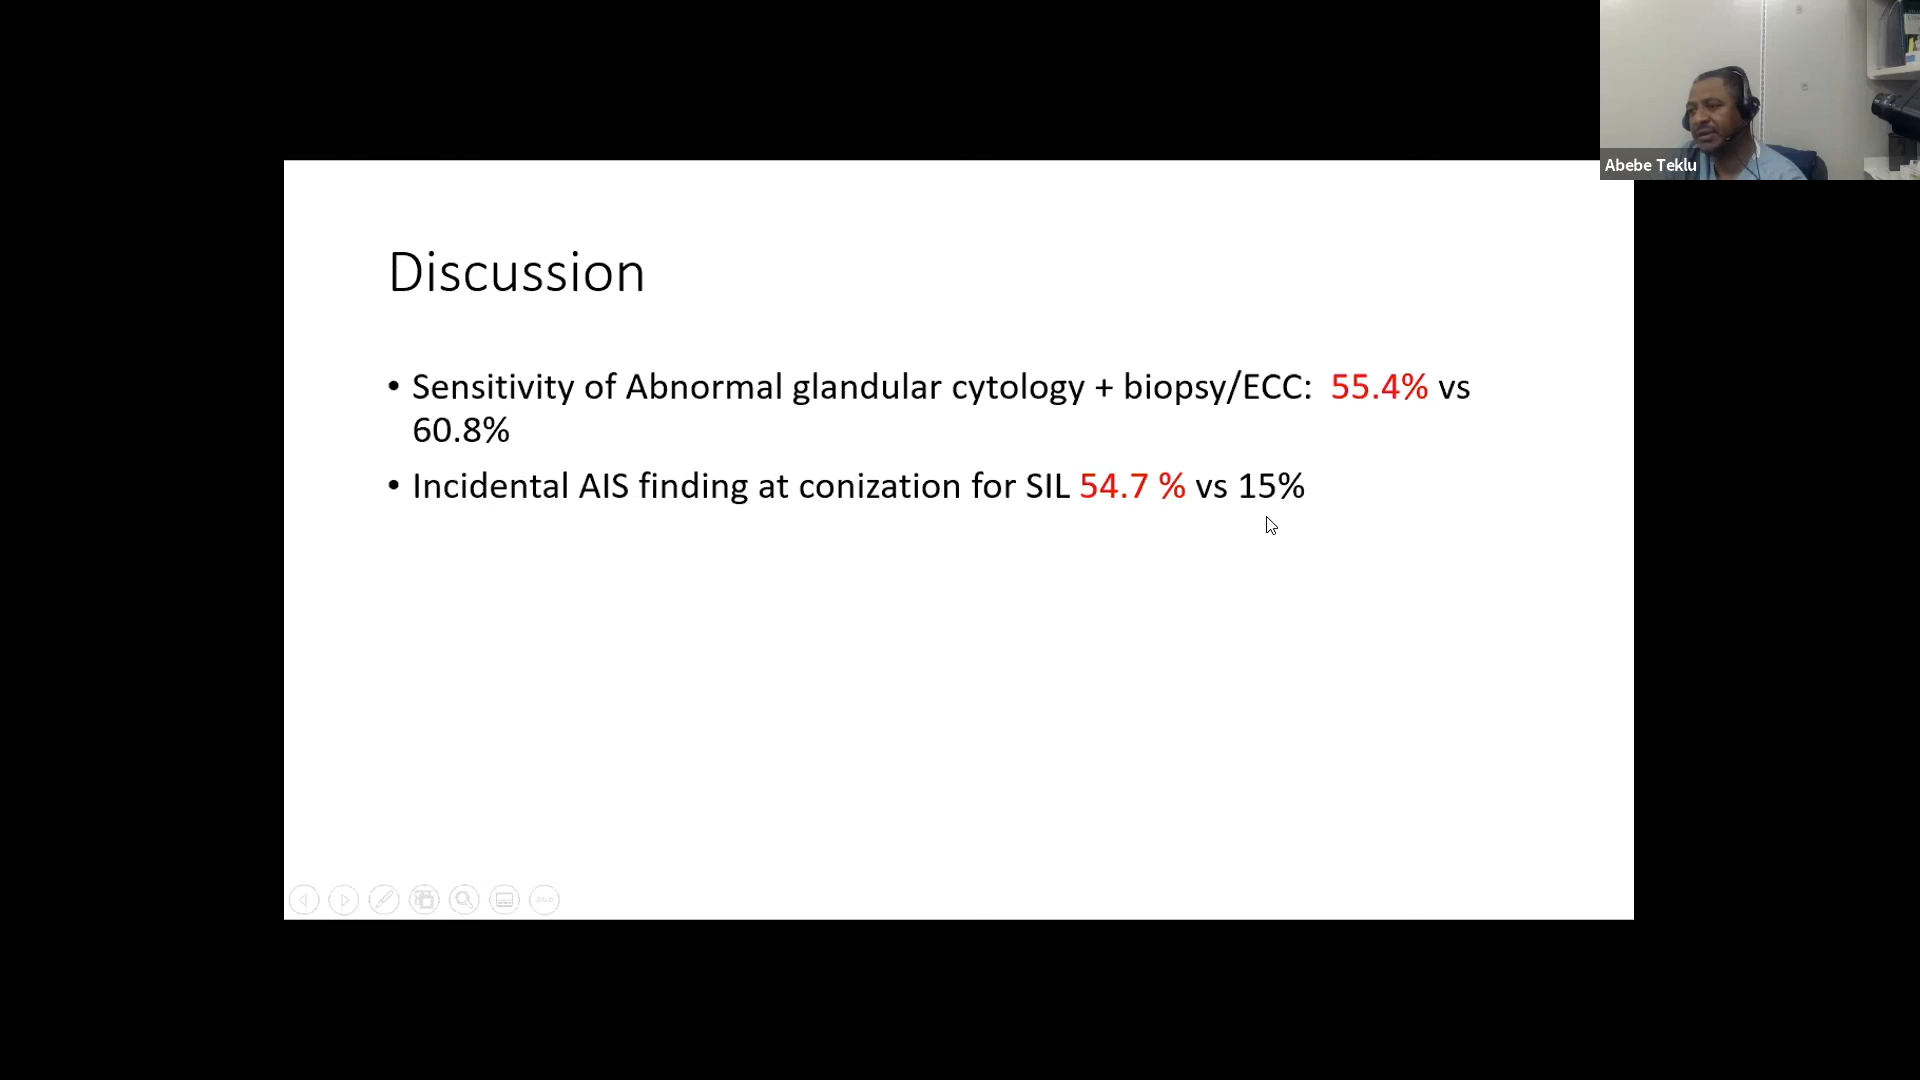 Abebe Teklu
Discussion
• Sensitivity of Abnormal glandular cytology + biopsy/ECC: 55.4% vs
60.8%
• Incidental AIS finding at conization for SIL 54.7 % vs 15%